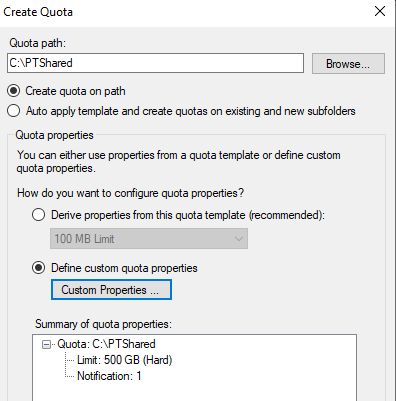 Create Quota
Quota path:
C:\PTShared
Browse...
Create quota on path
Auto apply template and create quotas on existing and new subfolders
Quota properties
You can either use properties from a quota template or define custom
quota properties.
How do you want to configure quota properties?
Derive properties from this quota template (recommended):
100 MB Limit
Define custom quota properties
Custom Properties ...
Summary of quota properties:
Quota: C:\PTShared
Limit: 500 GB (Hard)
Notification: 1